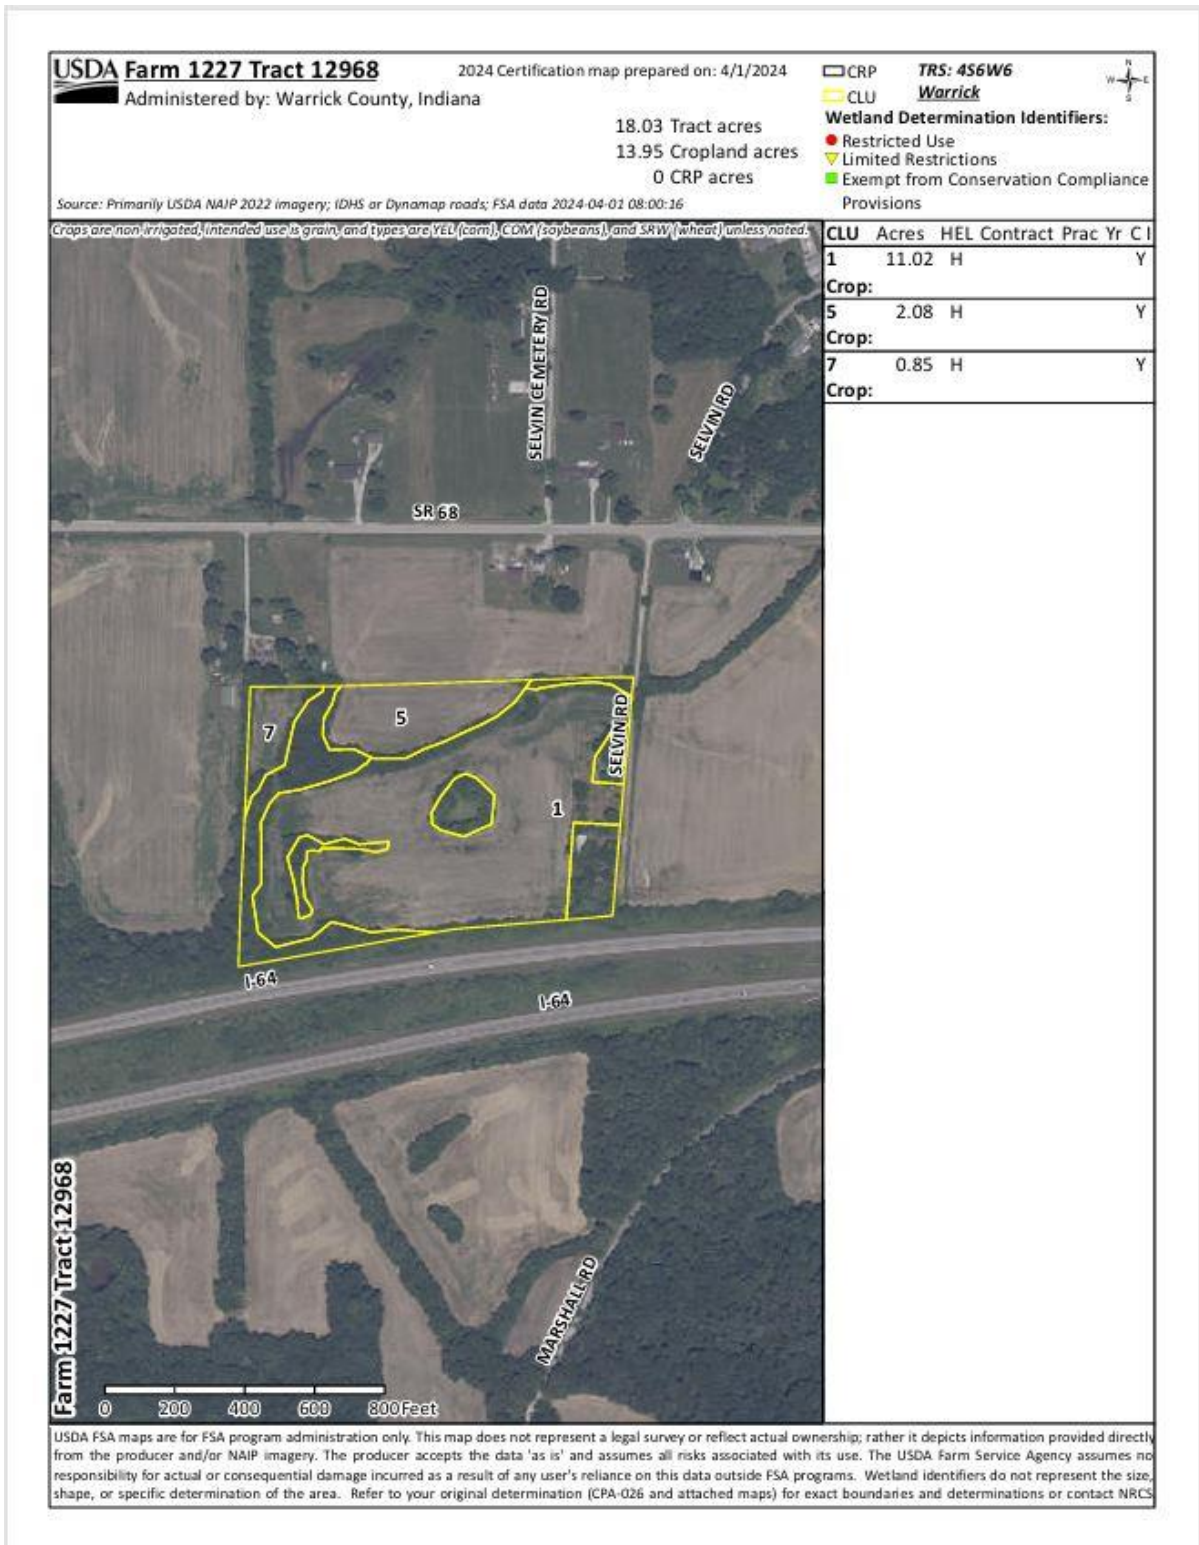 USDA Farm 1227 Tract 12968
Administered by: Warrick County, Indiana
2024 Certification map prepared on: 4/1/2024
18.03 Tract acres
13.95 Cropland acres
0 CRP acres
CRP
CLU
TRS: 4S6W6
Warrick
N
W E
S
Wetland Determination Identifiers:
Restricted Use
Limited Restrictions
Exempt from Conservation Compliance
Provisions
Source: Primarily USDA NAIP 2022 imagery; IDHS or Dynamap roads; FSA data 2024-04-01 08:00:16
Crops are non-irrigated, intended use is grain, and types are YEL (corn), COM (soybeans), and SRW (wheat) unless noted.
CLU Acres HEL Contract Prac Yr C I
1 11.02 H Y
Crop:
5 2.08 H Y
Crop:
7 0.85 H Y
Crop:
SELVIN CEMETERY RD
SELVIN RD
SR 68
7
5
SELVIN RD
1
I-64
I-64
MARSHALL RD
Farm 1227 Tract 12968
0 200 400 600 800 Feet
USDA FSA maps are for FSA program administration only. This map does not represent a legal survey or reflect actual ownership; rather it depicts information provided directly
from the producer and/or NAIP imagery. The producer accepts the data 'as is' and assumes all risks associated with its use. The USDA Farm Service Agency assumes no
responsibility for actual or consequential damage incurred as a result of any user's reliance on this data outside FSA programs. Wetland identifiers do not represent the size,
shape, or specific determination of the area. Refer to your original determination (CPA-026 and attached maps) for exact boundaries and determinations or contact NRCS